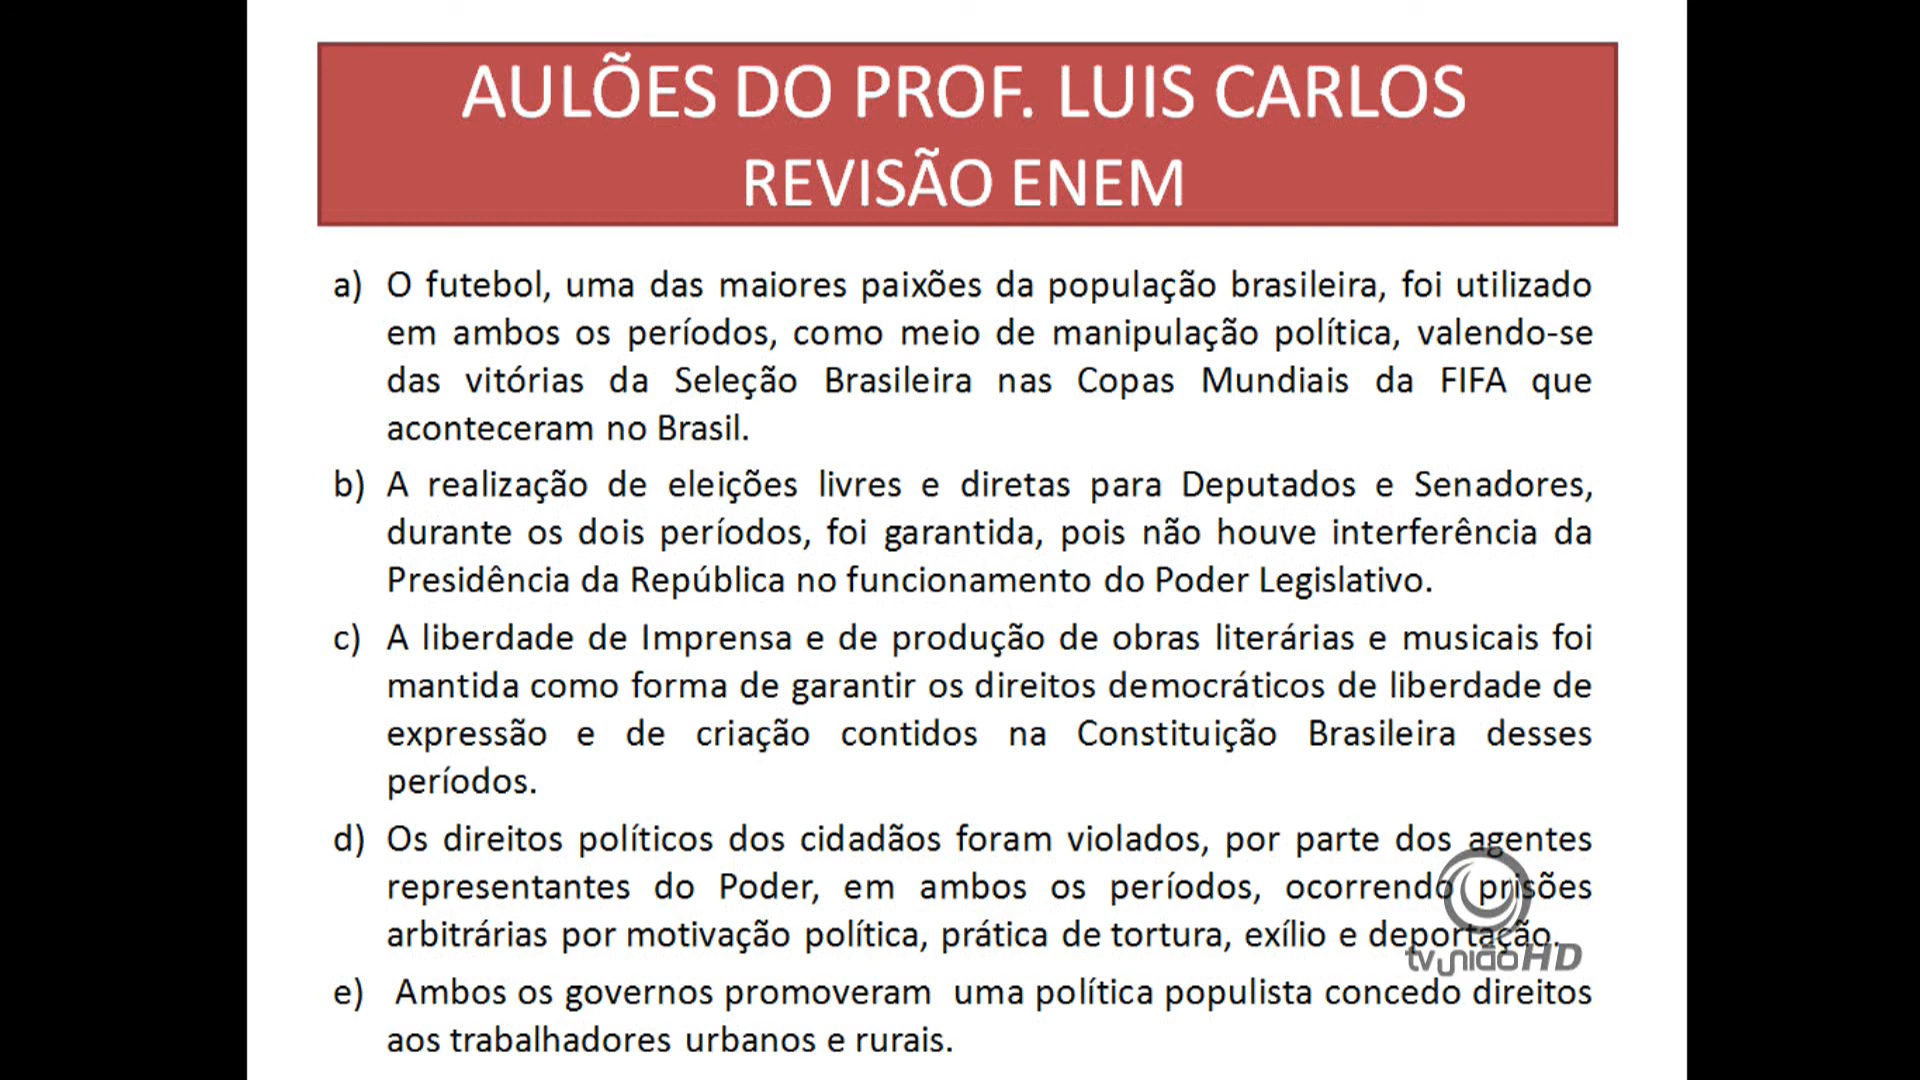 AULÕES DO PROF. LUIS CARLOS
REVISÃO ENEM
a) O futebol, uma das maiores paixões da população brasileira, foi utilizado
em ambos os períodos, como meio de manipulação política, valendo-se
das vitórias da Seleção Brasileira nas Copas Mundiais da FIFA que
aconteceram no Brasil.
b) A realização de eleições livres e diretas para Deputados e Senadores,
durante os dois períodos, foi garantida, pois não houve interferência da
Presidência da República no funcionamento do Poder Legislativo.
c) A liberdade de Imprensa e de produção de obras literárias e musicais foi
mantida como forma de garantir os direitos democráticos de liberdade de
expressão e de criação contidos na Constituição Brasileira desses
períodos.
d) Os direitos políticos dos cidadãos foram violados, por parte dos agentes
representantes do Poder, em ambos os períodos, ocorrendo prisões
arbitrárias por motivação política, prática de tortura, exílio e deportação.
tv união HD
e) Ambos os governos promoveram uma política populista concedo direitos
aos trabalhadores urbanos e rurais.